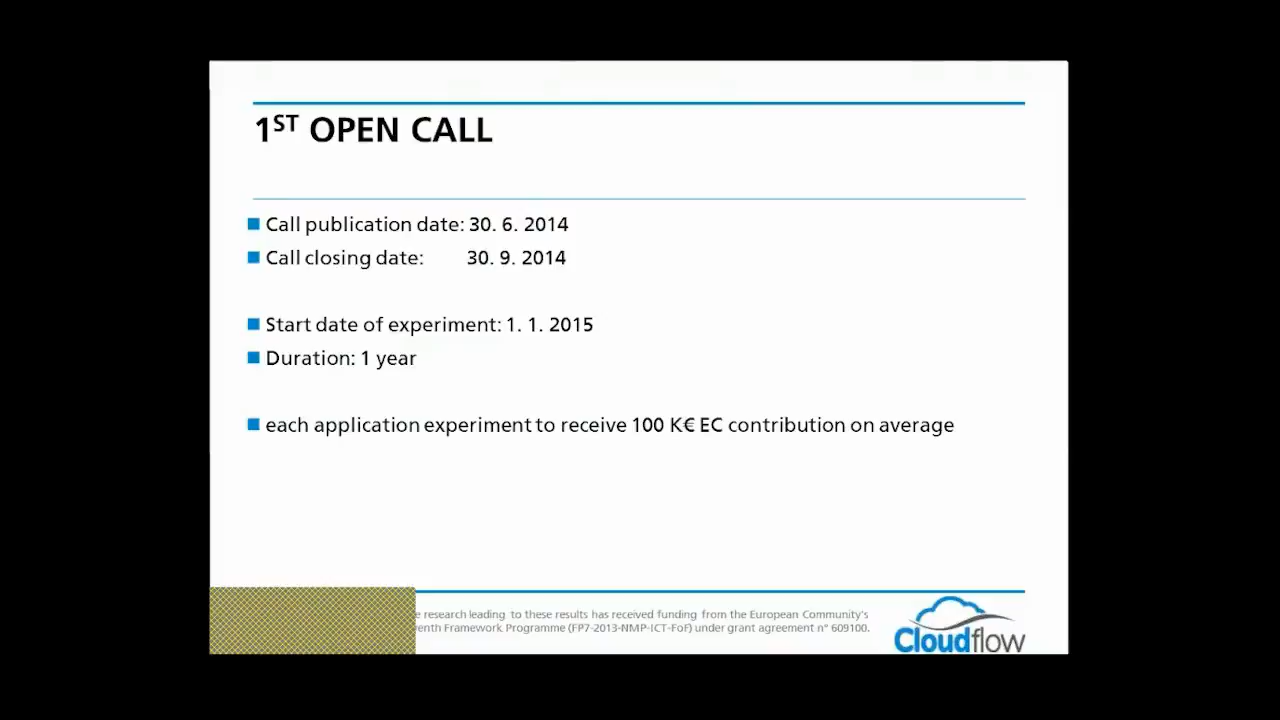 1ST OPEN CALL
Call publication date: 30. 6. 2014
Call closing date: 30. 9. 2014
Start date of experiment: 1. 1. 2015
Duration: 1 year
each application experiment to receive 100 K€ EC contribution on average
research leading to these results has received funding from the European Community's
Framework Programme (FP7-2013-NMP-ICT-FoF) under grant agreement n° 609100.
Cloudflow